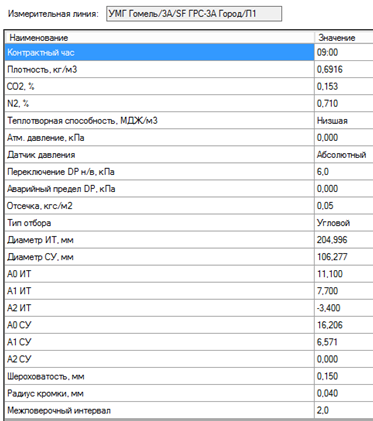 Измерительная линия: УМГ Гомель/ЗА/SF ГРС-ЗА Город/П1
Наименование Значение
Контрактный час 09:00
Плотность, кг/м3 0,6916
CO2, % 0,153
N2, % 0,710
Теплотворная способность, МДЖ/м3 Низшая
Атм. давление, кПа 0,000
Датчик давления Абсолютный
Переключение DP н/в, кПа 6,0
Аварийный предел DP, кПа 0,000
Отсечка, кгс/м2 0,05
Тип отбора Угловой
Диаметр ИТ, мм 204,996
Диаметр СУ, мм 106,277
A0 ИТ 11,100
A1 ИТ 7,700
A2 ИТ -3,400
A0 СУ 16,206
A1 СУ 6,571
A2 СУ 0,000
Шероховатость, мм 0,150
Радиус кромки, мм 0,040
Межповерочный интервал 2,0